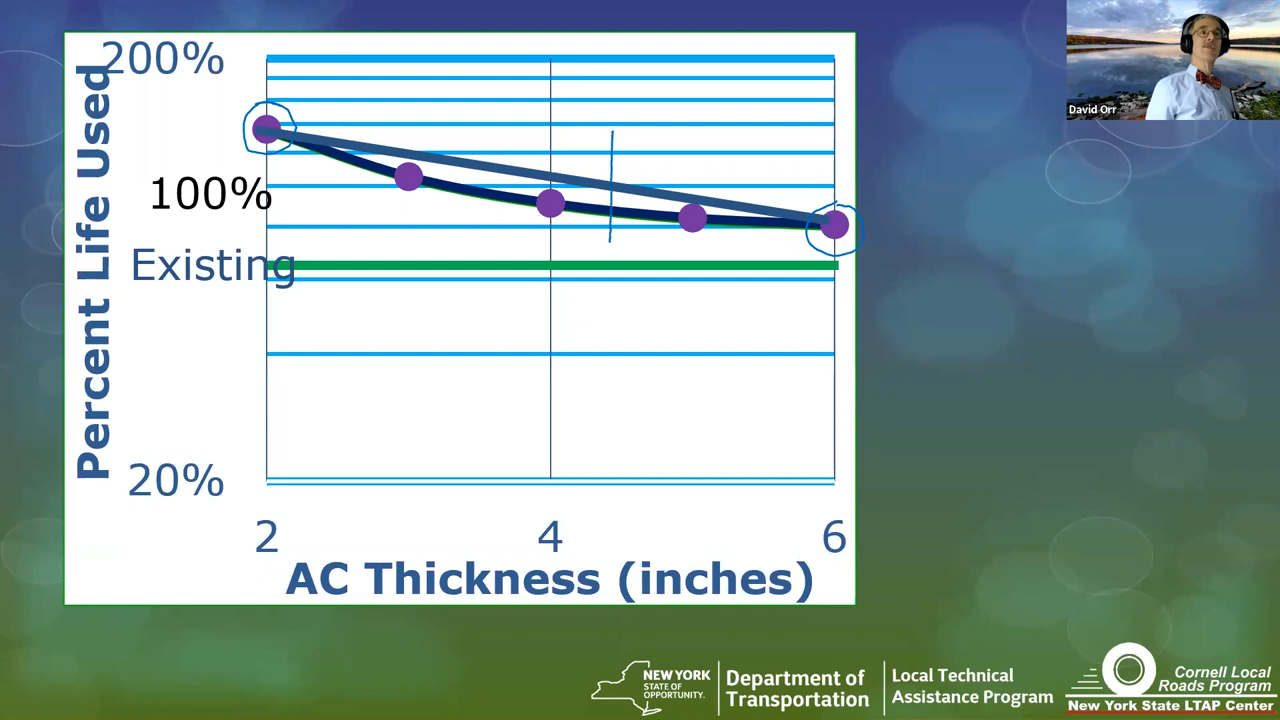 200%
Percent Life Used
100%
Existing
20%
2 4 6
AC Thickness (inches)
David Orr
NEW YORK
STATE OF
OPPORTUNITY.
Department of
Transportation
Local Technical
Assistance Program
Cornell Local
Roads Program
New York State LTAP Center